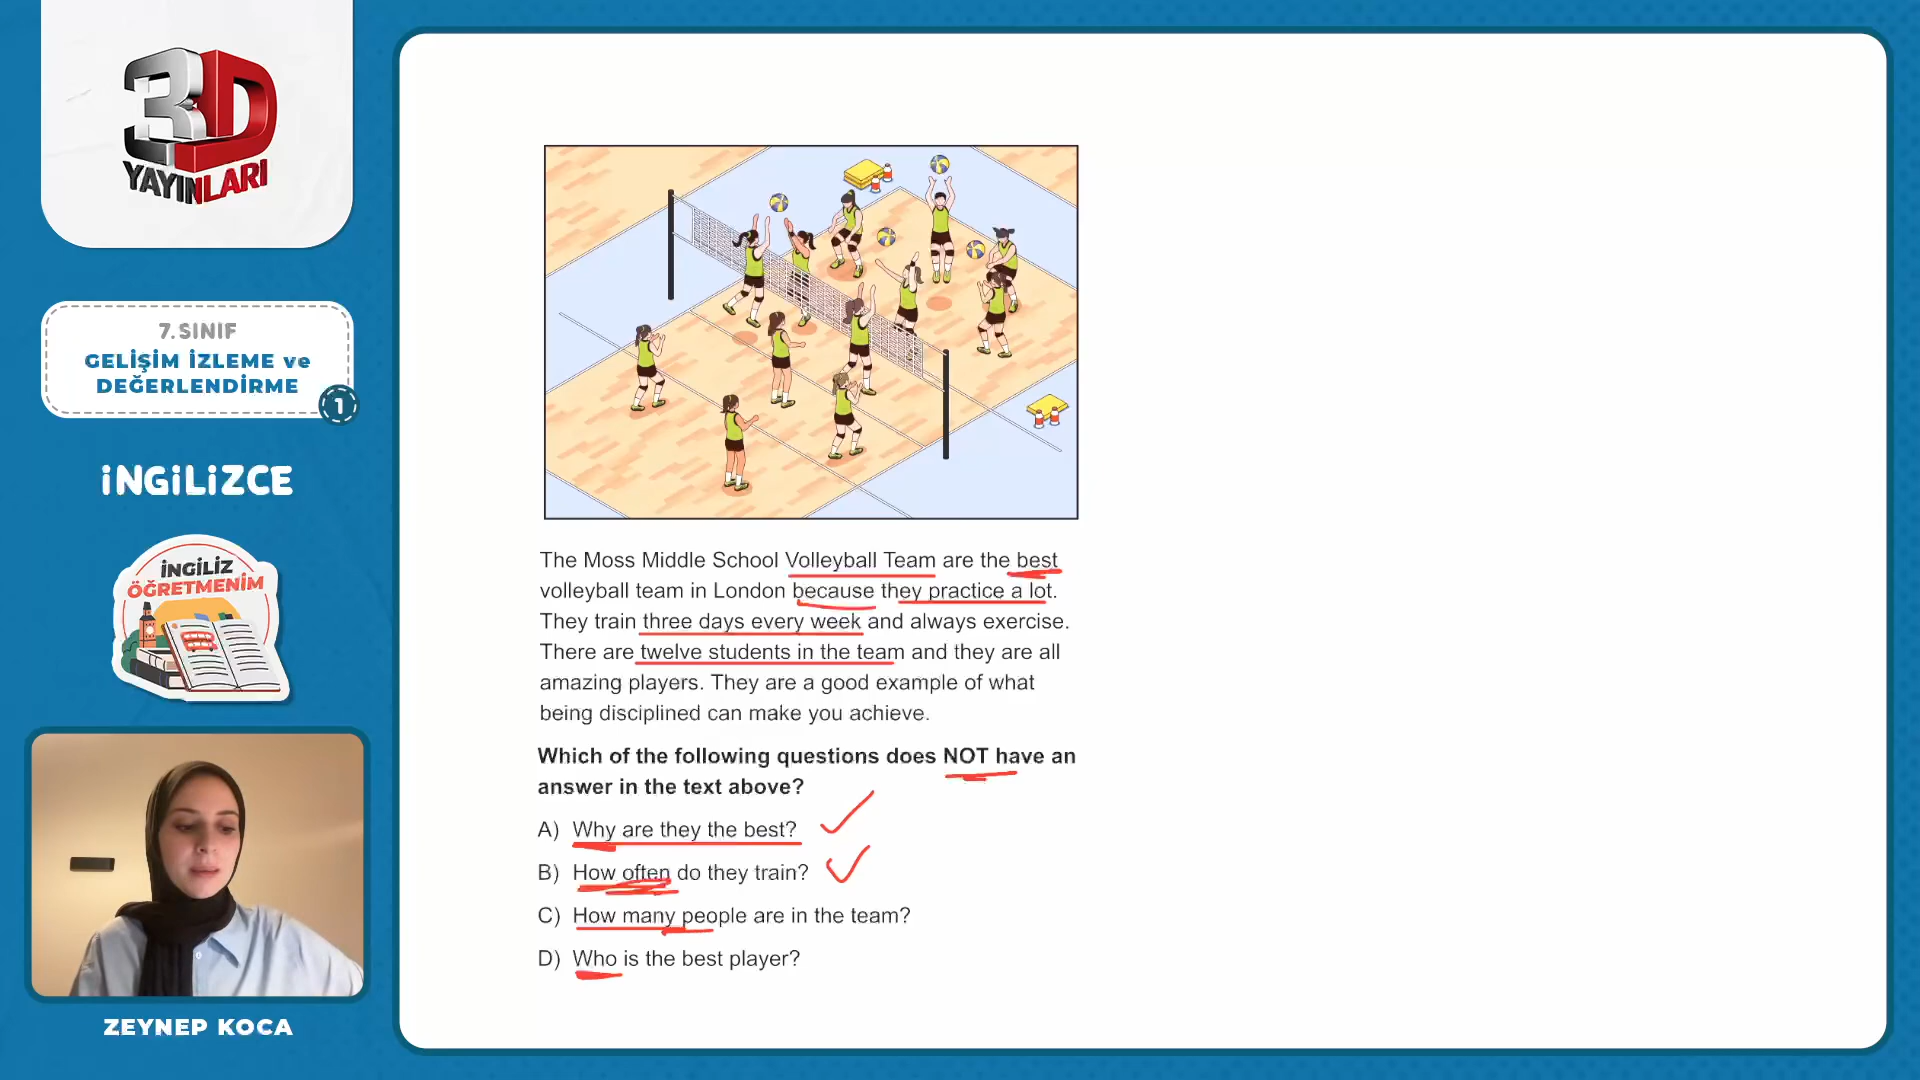 3D
YAYINLARI
7. SINIF
GELİŞİM İZLEME ve
DEĞERLENDİRME
1
İNGİLİZCE
İNGİLİZ
ÖĞRETMENİM
ZEYNEP KOCA
The Moss Middle School Volleyball Team are the best
volleyball team in London because they practice a lot.
They train three days every week and always exercise.
There are twelve students in the team and they are all
amazing players. They are a good example of what
being disciplined can make you achieve.
Which of the following questions does NOT have an
answer in the text above?
A) Why are they the best?
B) How often do they train?
C) How many people are in the team?
D) Who is the best player?